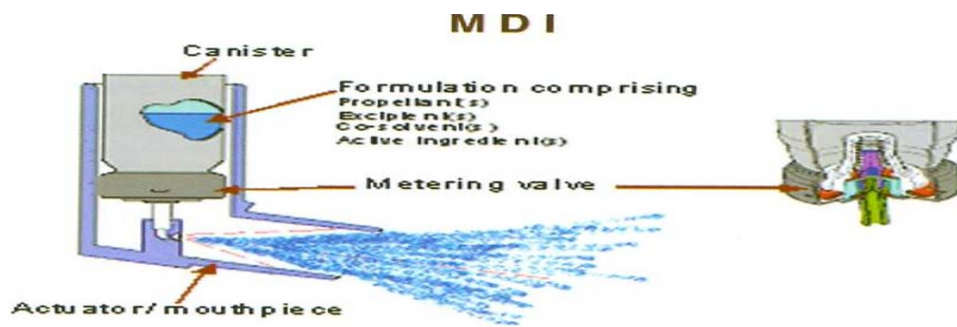 MDI
Canister
Formulation comprising
Propellant(s)
Excipient(s)
Co-solvent(s)
Active ingredient(s)
Metering valve
Actuator/mouthpiece